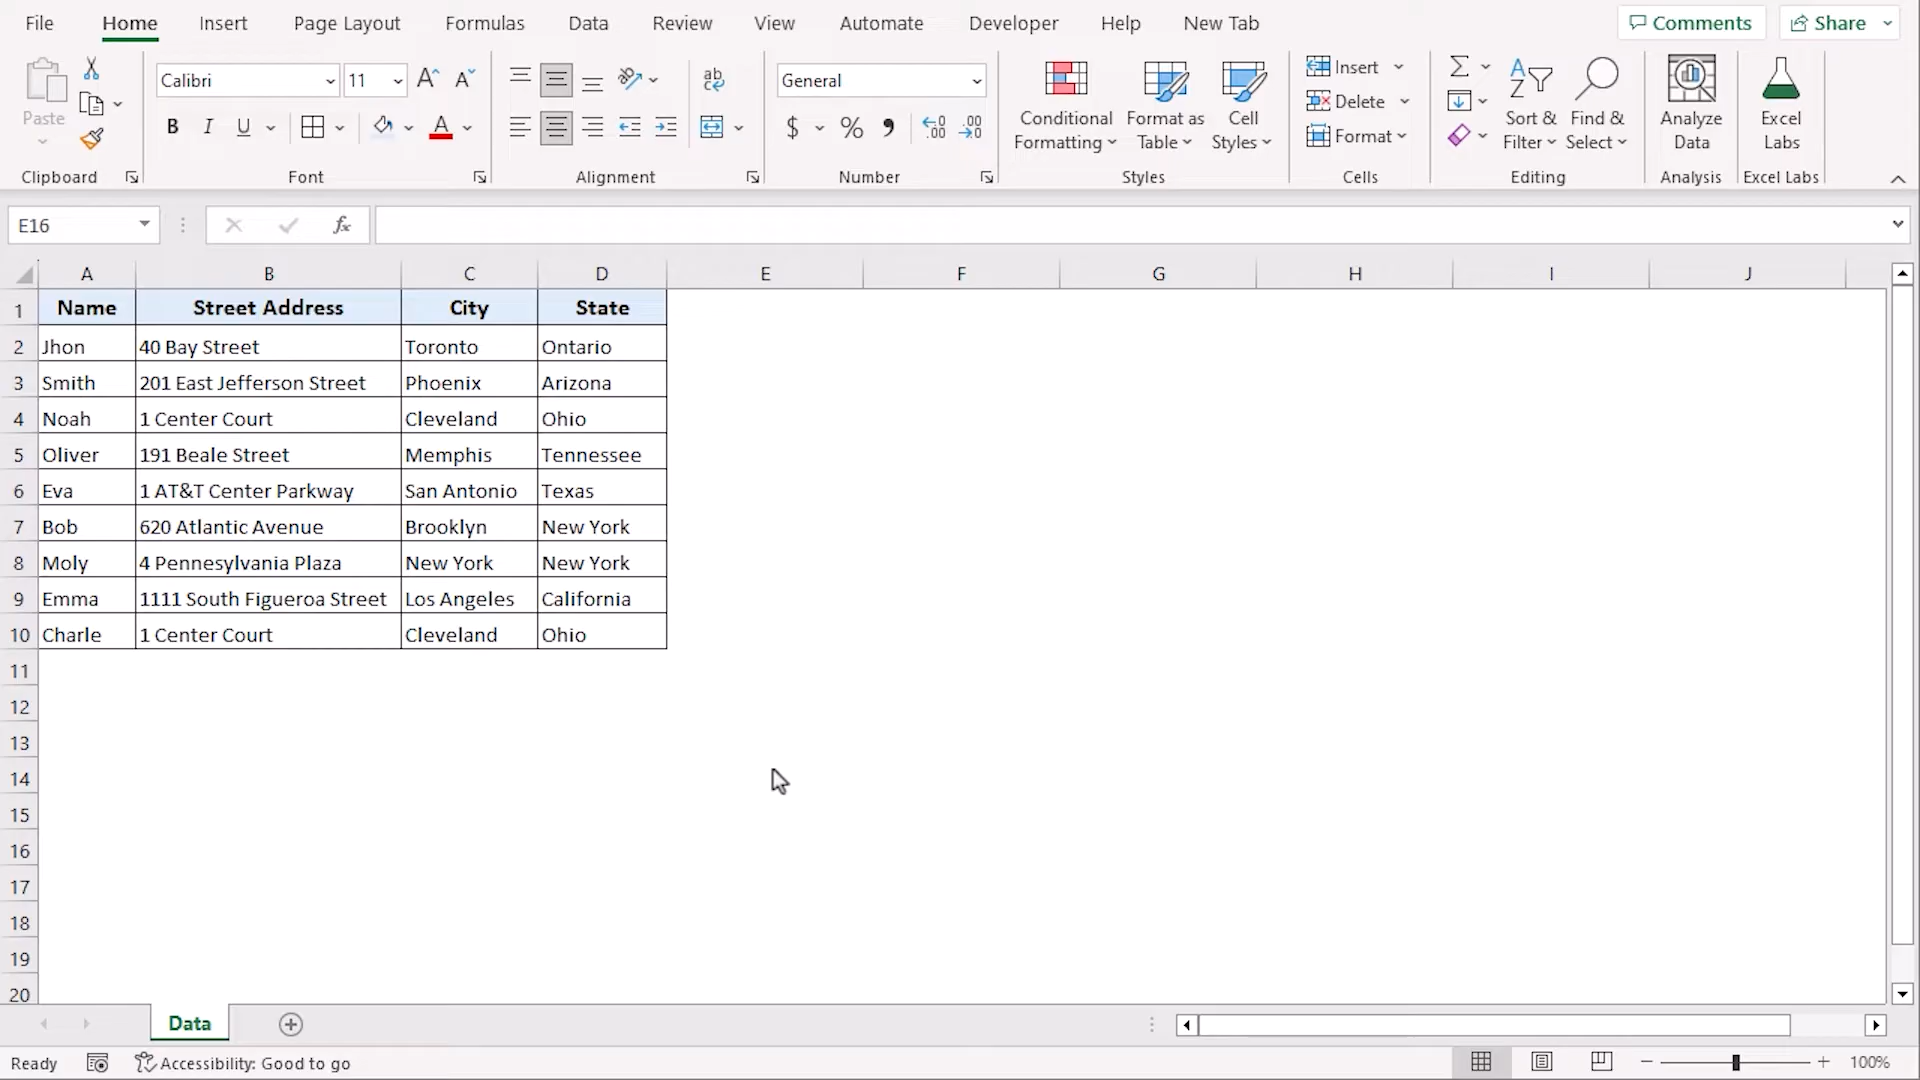 File Home Insert Page Layout Formulas Data Review View Automate Developer Help New Tab Comments Share
Calibri 11 General
Paste
B I U
ab
$ % ,
Conditional Formatting
Format as Table
Cell Styles
Insert
Delete
Format
Sort & Filter
Find & Select
Analyze Data
Excel Labs
Clipboard Font Alignment Number Styles Cells Editing Analysis Excel Labs
E16 fx
A B C D E F G H I J
1 Name Street Address City State
2 Jhon 40 Bay Street Toronto Ontario
3 Smith 201 East Jefferson Street Phoenix Arizona
4 Noah 1 Center Court Cleveland Ohio
5 Oliver 191 Beale Street Memphis Tennessee
6 Eva 1 AT&T Center Parkway San Antonio Texas
7 Bob 620 Atlantic Avenue Brooklyn New York
8 Moly 4 Pennesylvania Plaza New York New York
9 Emma 1111 South Figueroa Street Los Angeles California
10 Charle 1 Center Court Cleveland Ohio
11
12
13
14
15
16
17
18
19
20
Data
Ready Accessibility: Good to go 100%